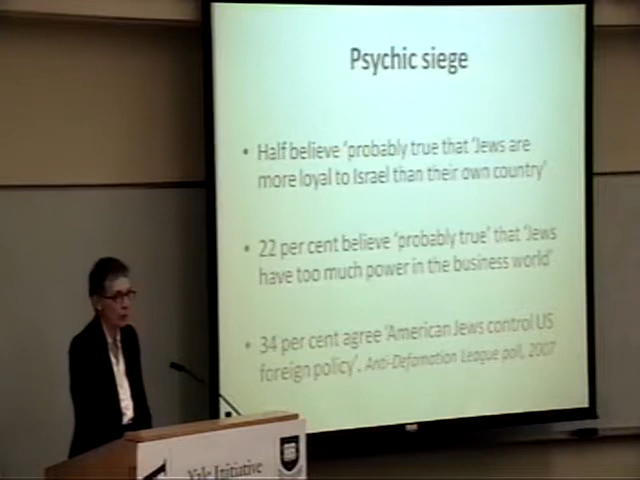 Psychic siege
• Half believe 'probably true that 'Jews are
more loyal to Israel than their own country'
• 22 per cent believe 'probably true' that 'Jews
have too much power in the business world'
• 34 per cent agree 'American Jews control US
foreign policy'. Anti-Defamation League poll, 2007
Yale Initiative